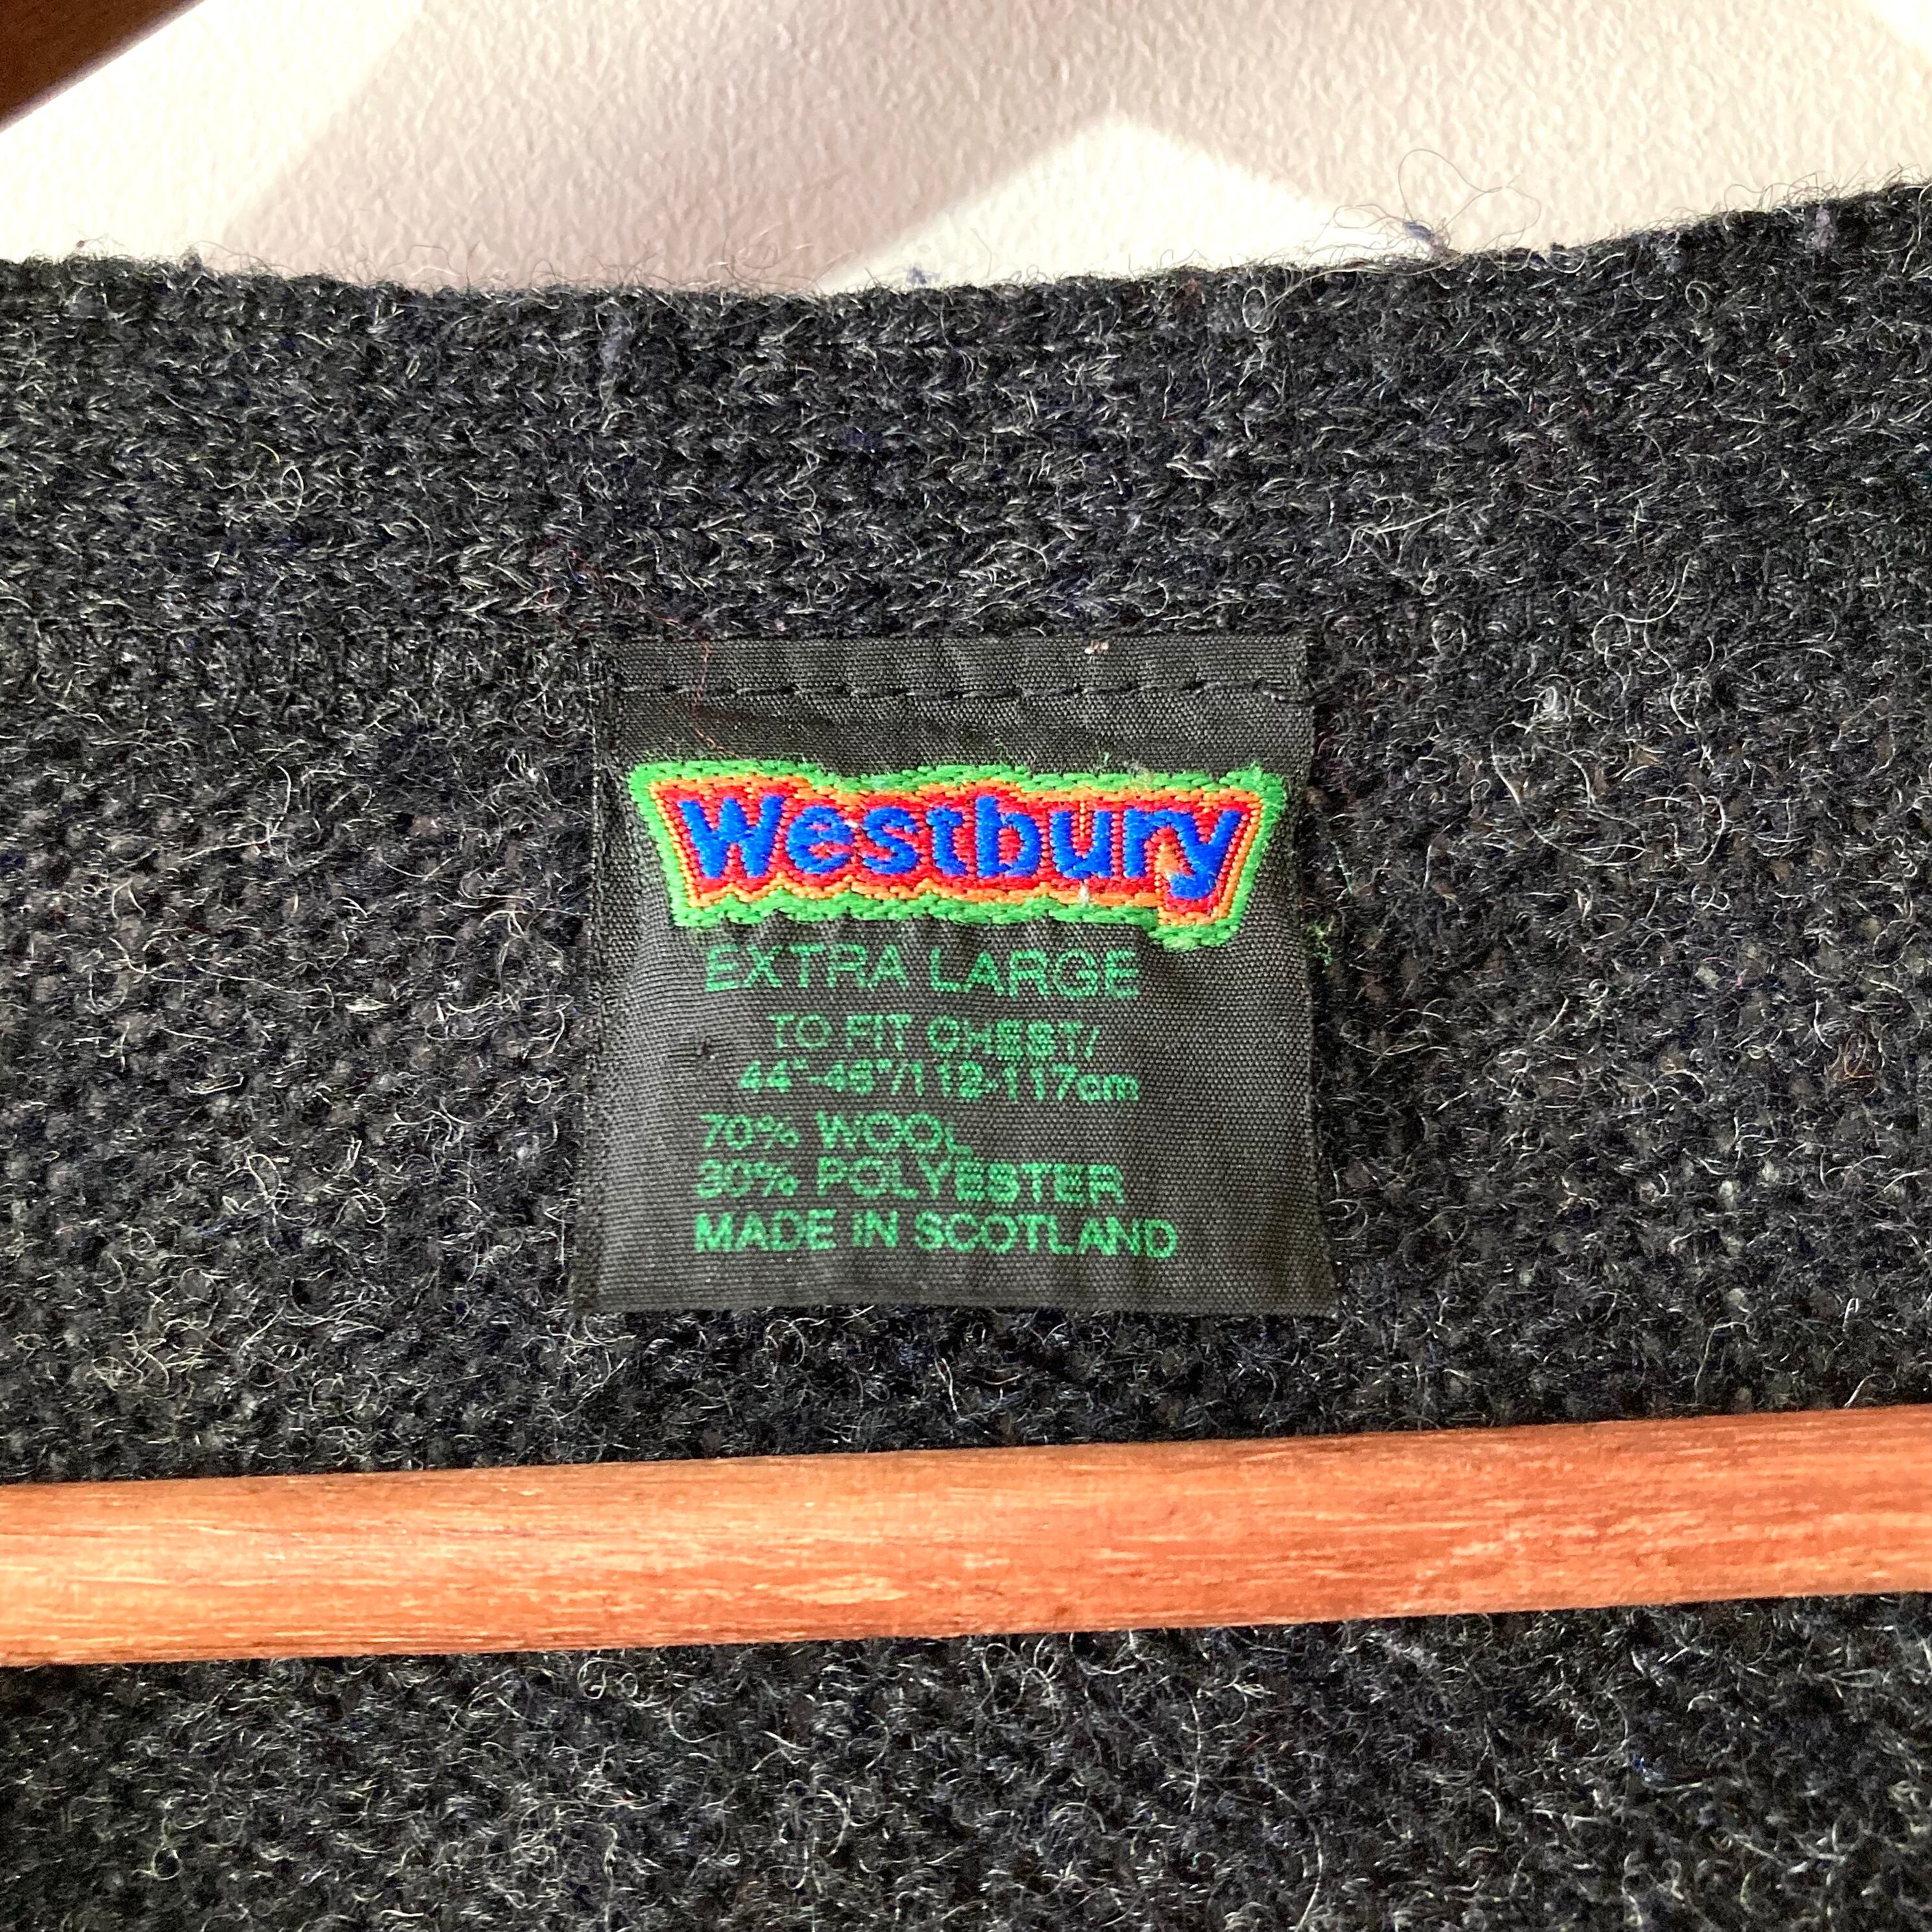 Westbury
EXTRA LARGE
TO FIT CHEST/
44"-46"/112-117cm
70% WOOL
30% POLYESTER
MADE IN SCOTLAND